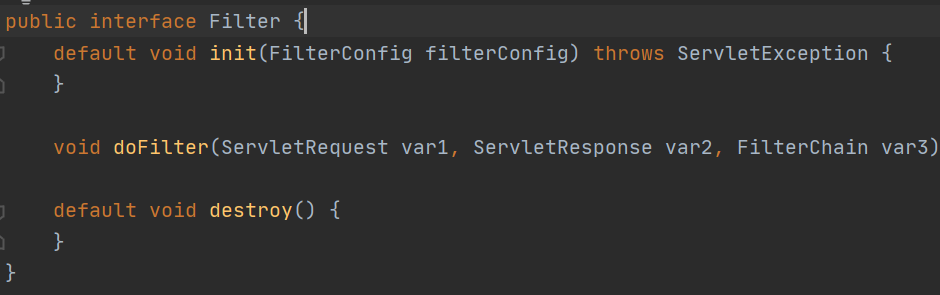 public interface Filter {
    default void init(FilterConfig filterConfig) throws ServletException {
    }
    void doFilter(ServletRequest var1, ServletResponse var2, FilterChain var3)
    default void destroy() {
    }
}